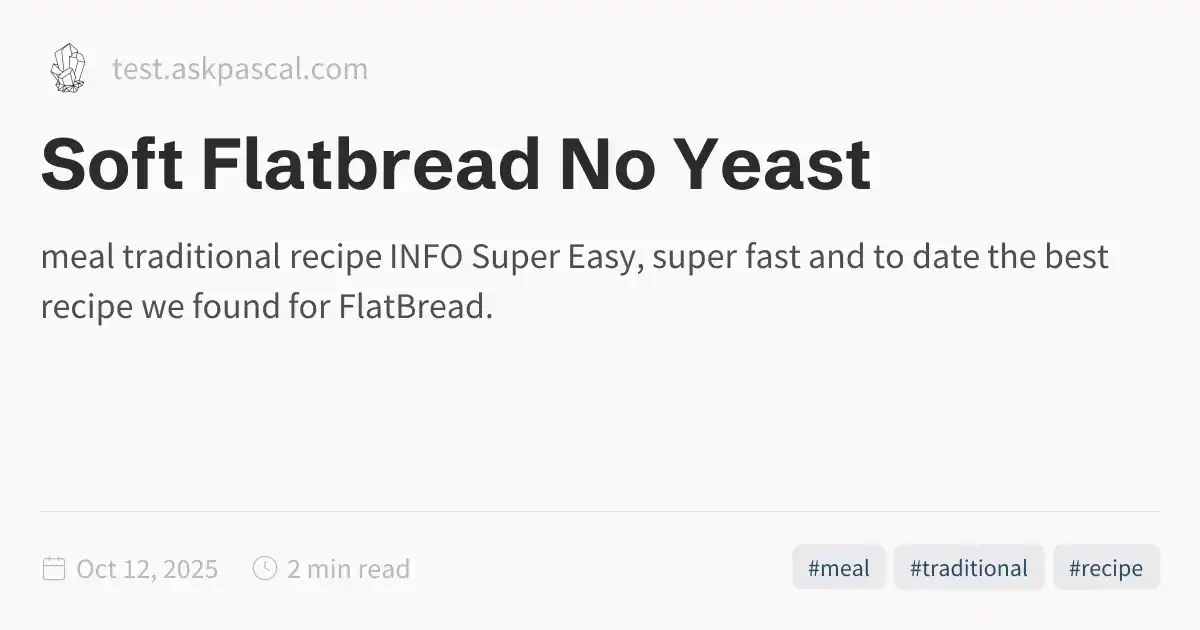 test.askpascal.com
Soft Flatbread No Yeast
meal traditional recipe INFO Super Easy, super fast and to date the best
recipe we found for FlatBread.
Oct 12, 2025 2 min read #meal #traditional #recipe